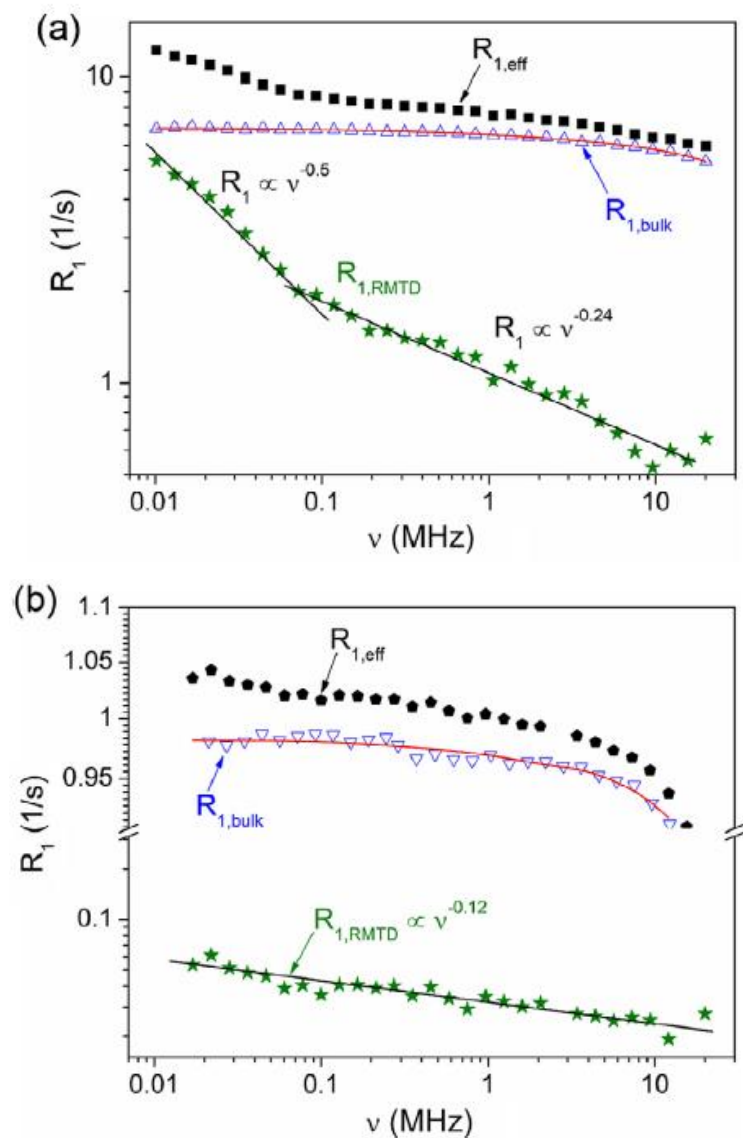 (a)
R1,eff
10
R1 ∝ ν-0.5
R1,bulk
R1 (1/s)
R1,RMTD
R1 ∝ ν-0.24
1
0.01 0.1 1 10
ν (MHz)
(b)
1.1
R1,eff
1.05
1
0.95
R1,bulk
R1 (1/s)
R1,RMTD ∝ ν-0.12
0.1
0.01 0.1 1 10
ν (MHz)